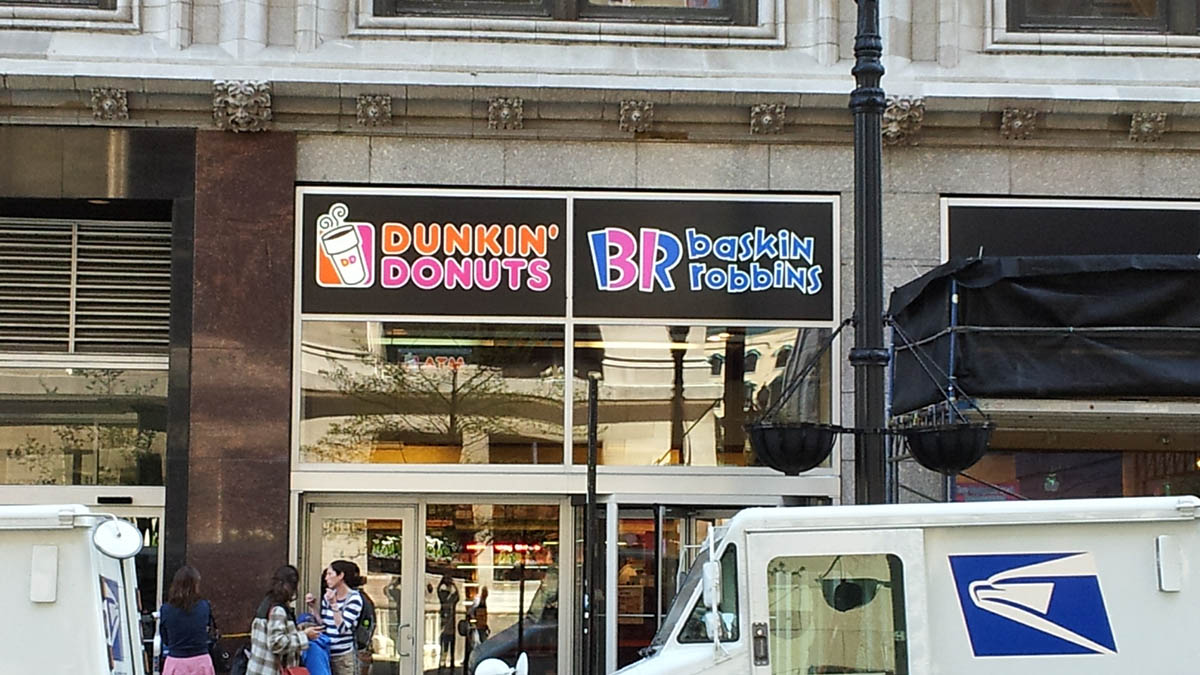 DD
DUNKIN'
DONUTS
BR
baskin
robbins
ATM